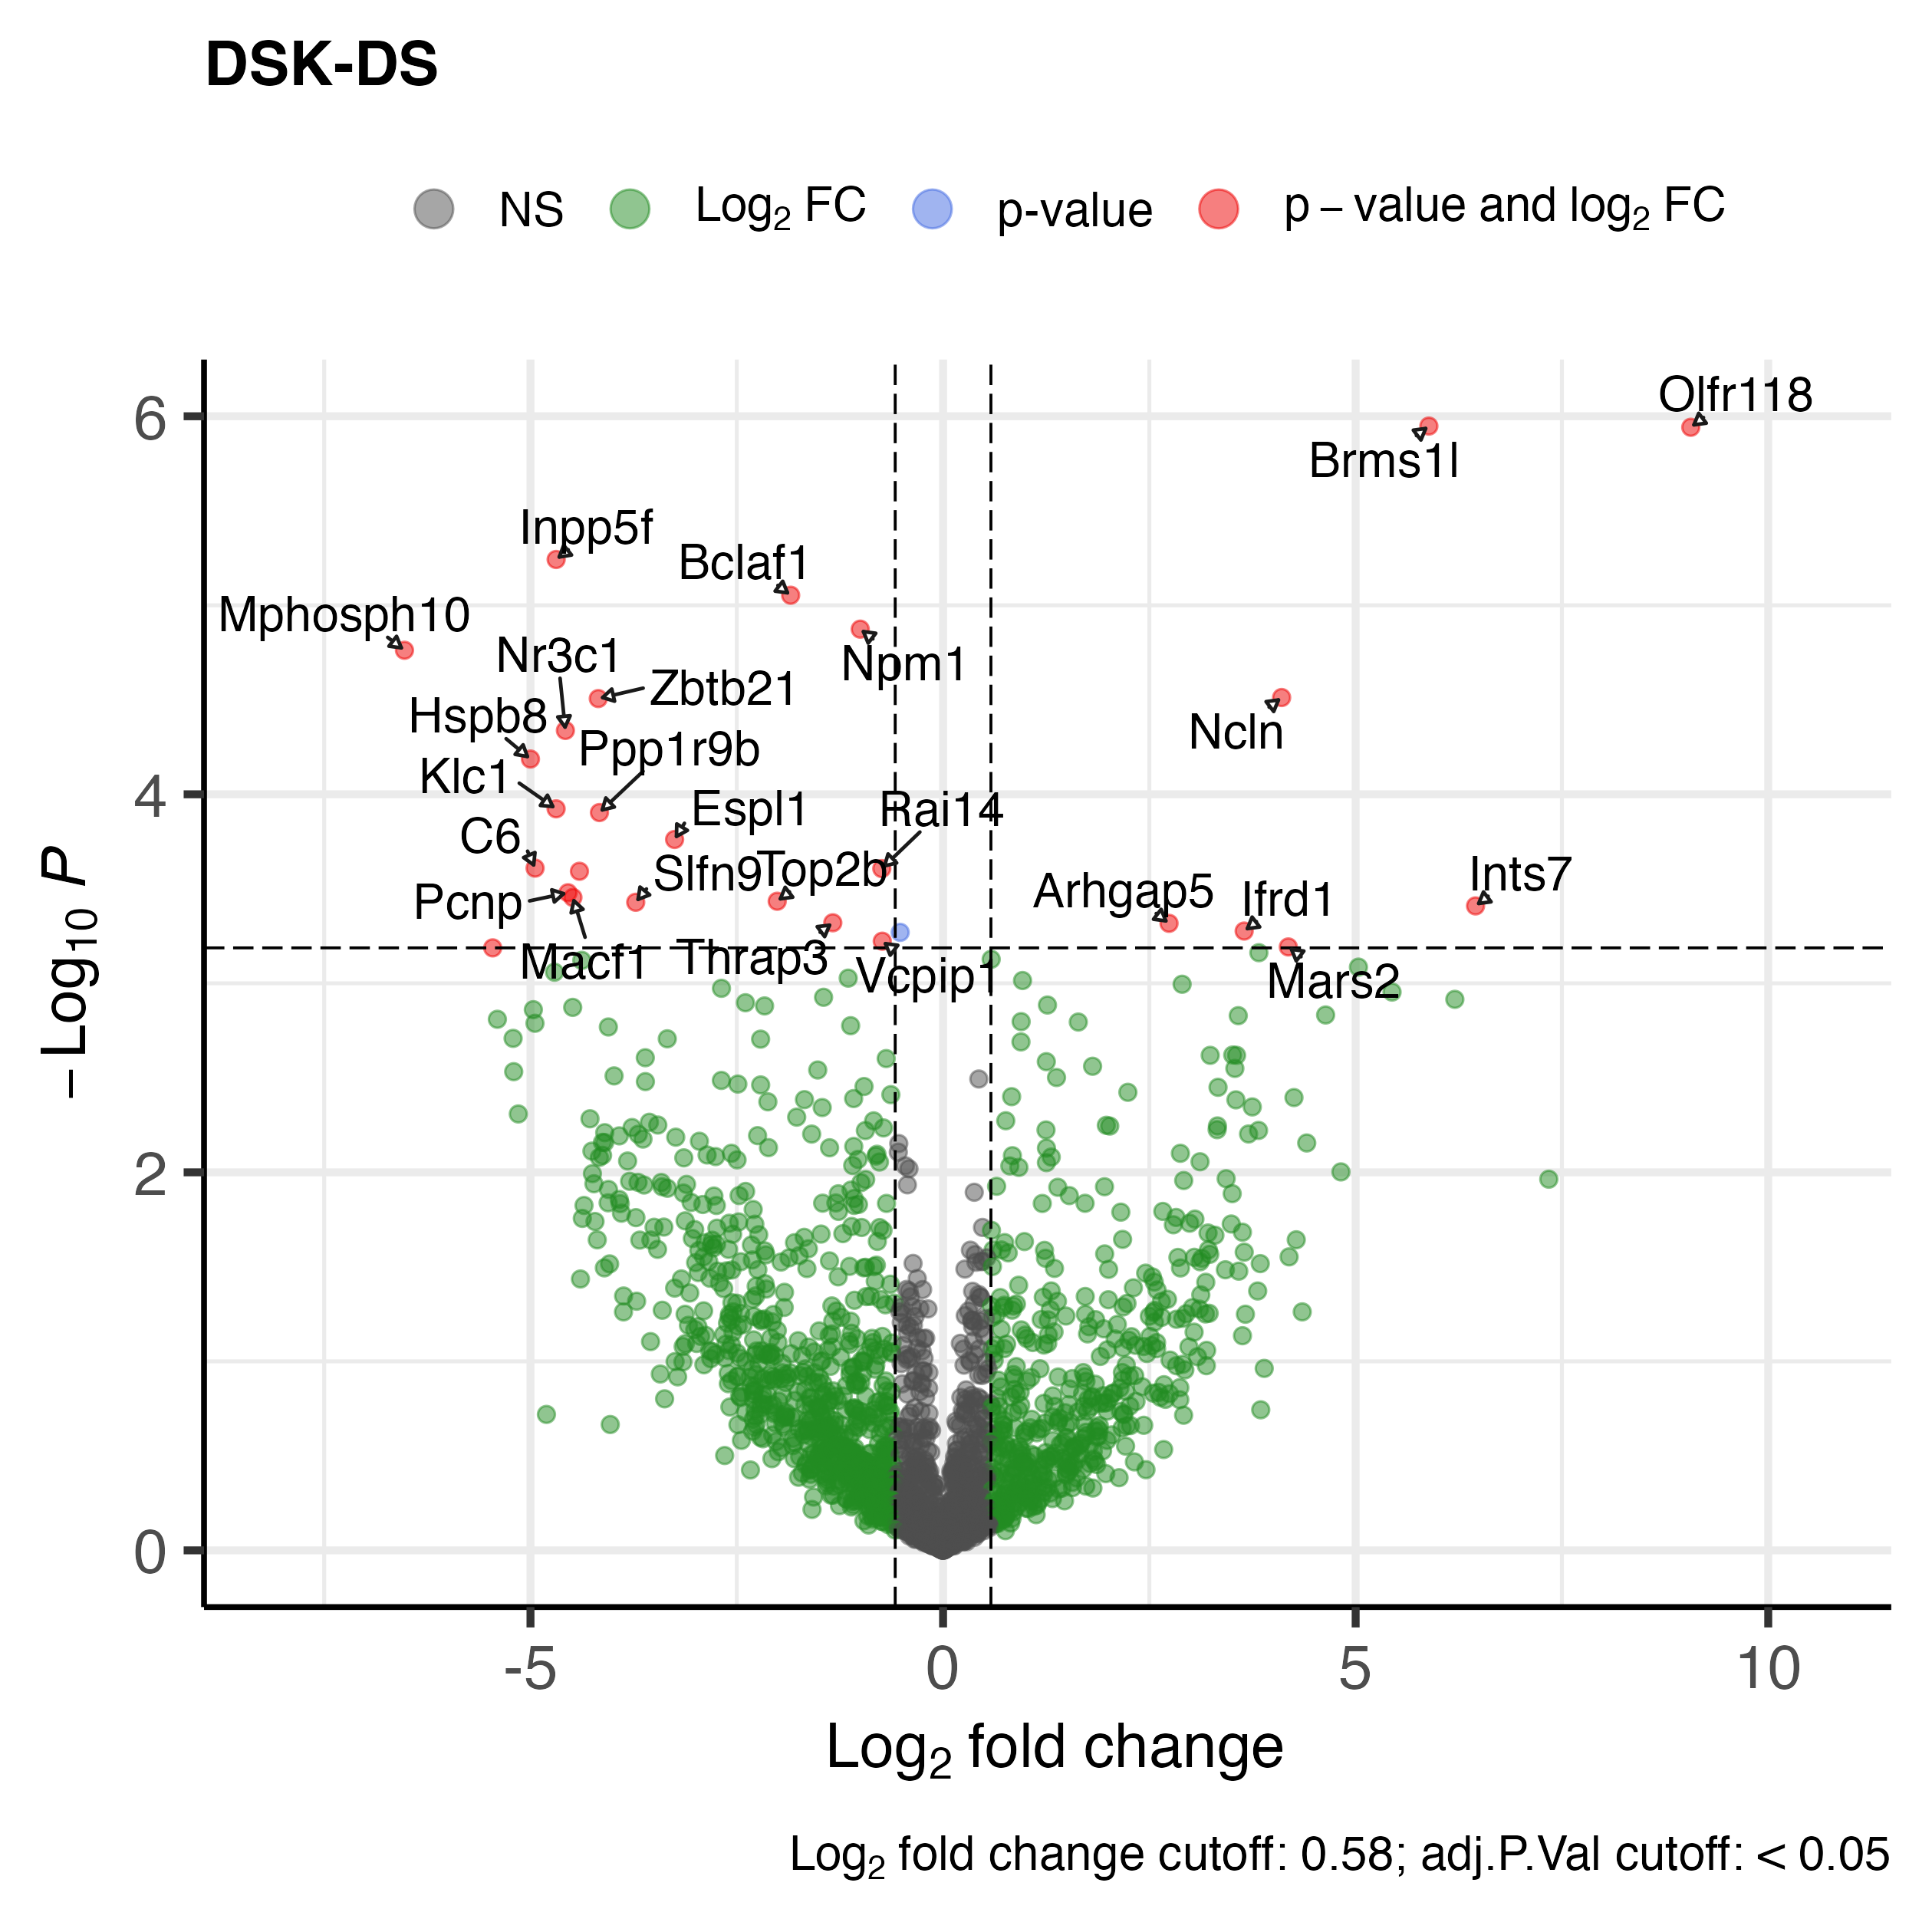 DSK-DS
NS Log₂ FC p-value p – value and log₂ FC
Olfr118
Brms1l
Inpp5f
Bclaf1
Mphosph10
Nr3c1
Npm1
Zbtb21
Hspb8
Ncln
Ppp1r9b
Klc1
Espl1
Rai14
C6
Slfn9
Top2b
Ints7
Arhgap5
Ifrd1
Pcnp
Macf1
Thrap3
Vcpip1
Mars2
6
4
2
0
– Log₁₀ P
-5 0 5 10
Log₂ fold change
Log₂ fold change cutoff: 0.58; adj.P.Val cutoff: < 0.05